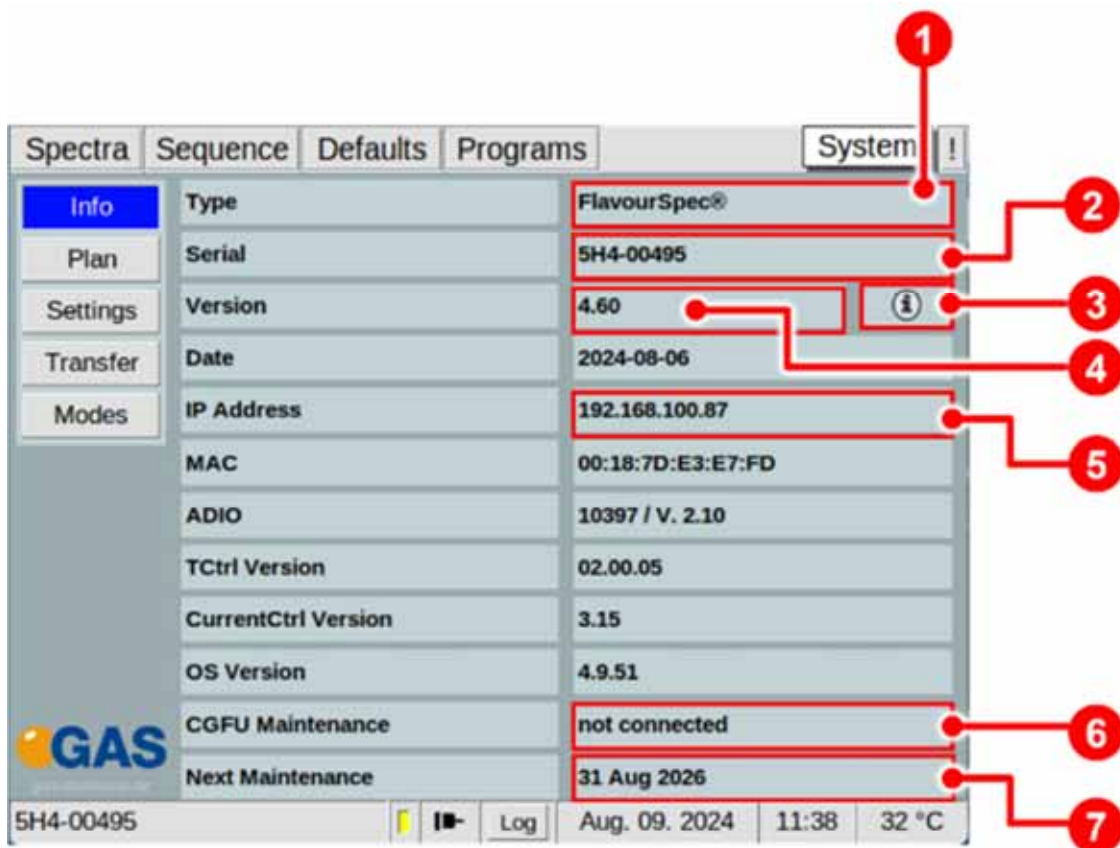 1
Spectra Sequence Defaults Programs System !
Info Type FlavourSpec® 2
Plan Serial 5H4-00495
Settings Version 4.60 i 3
Transfer Date 2024-08-06 4
Modes IP Address 192.168.100.87
MAC 00:18:7D:E3:E7:FD 5
ADIO 10397 / V. 2.10
TCtrl Version 02.00.05
CurrentCtrl Version 3.15
OS Version 4.9.51
GAS CGFU Maintenance not connected 6
Next Maintenance 31 Aug 2026
5H4-00495 Log Aug. 09. 2024 11:38 32 °C 7